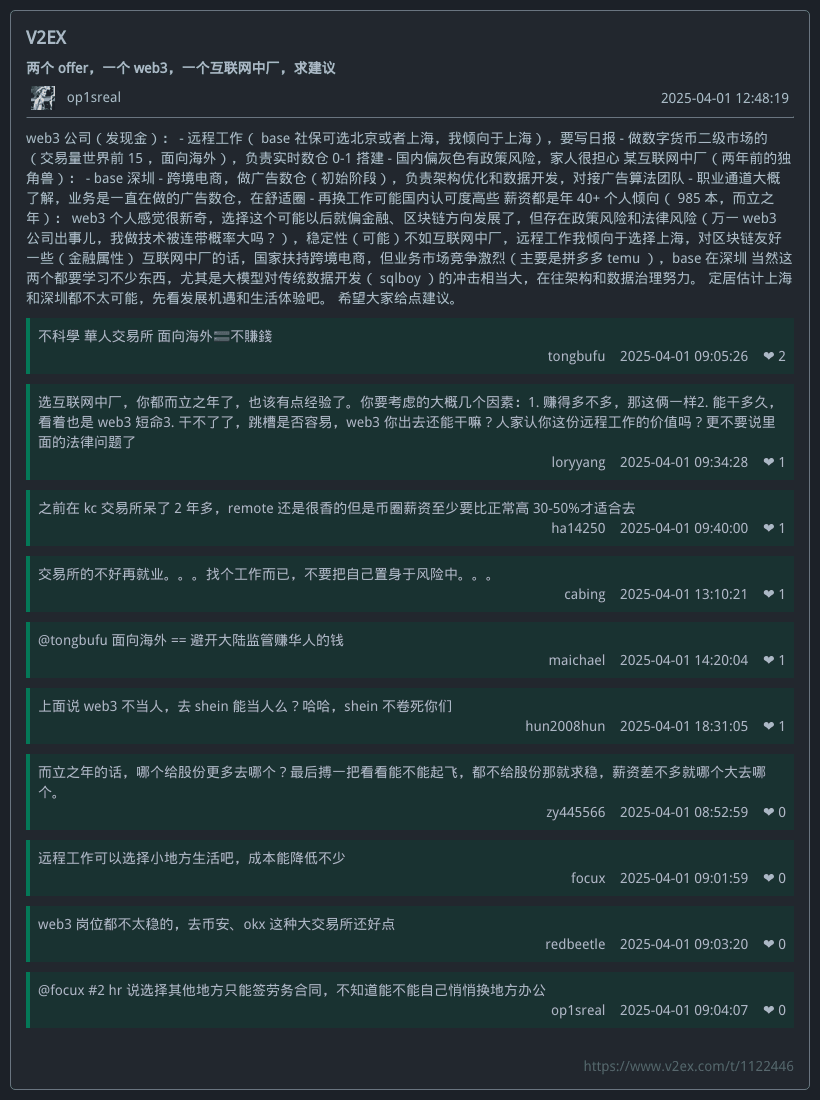 V2EX
两个 offer，一个 web3，一个互联网中厂，求建议
op1sreal
2025-04-01 12:48:19
web3 公司（发现金）： - 远程工作（ base 社保可选北京或者上海，我倾向于上海），要写日报 - 做数字货币二级市场的
（交易量世界前 15 ，面向海外），负责实时数仓 0-1 搭建 - 国内偏灰色有政策风险，家人很担心 某互联网中厂（两年前的独
角兽）： - base 深圳 - 跨境电商，做广告数仓（初始阶段），负责架构优化和数据开发，对接广告算法团队 - 职业通道大概
了解，业务是一直在做的广告数仓，在舒适圈 - 再换工作可能国内认可度高些 薪资都是年 40+ 个人倾向（ 985 本，而立之
年）： web3 个人感觉很新奇，选择这个可能以后就偏金融、区块链方向发展了，但存在政策风险和法律风险（万一 web3
公司出事儿，我做技术被连带概率大吗？），稳定性（可能）不如互联网中厂，远程工作我倾向于选择上海，对区块链友好
一些（金融属性） 互联网中厂的话，国家扶持跨境电商，但业务市场竞争激烈（主要是拼多多 temu ），base 在深圳 当然这
两个都要学习不少东西，尤其是大模型对传统数据开发（ sqlboy ）的冲击相当大，在往架构和数据治理努力。 定居估计上海
和深圳都不太可能，先看发展机遇和生活体验吧。 希望大家给点建议。
不科學 華人交易所 面向海外🟰不賺錢
tongbufu 2025-04-01 09:05:26 ❤ 2
选互联网中厂，你都而立之年了，也该有点经验了。你要考虑的大概几个因素：1. 赚得多不多，那这俩一样2. 能干多久，
看着也是 web3 短命3. 干不了了，跳槽是否容易，web3 你出去还能干嘛？人家认你这份远程工作的价值吗？更不要说里
面的法律问题了
loryyang 2025-04-01 09:34:28 ❤ 1
之前在 kc 交易所呆了 2 年多，remote 还是很香的但是币圈薪资至少要比正常高 30-50%才适合去
ha14250 2025-04-01 09:40:00 ❤ 1
交易所的不好再就业。。。找个工作而已，不要把自己置身于风险中。。。
cabing 2025-04-01 13:10:21 ❤ 1
@tongbufu 面向海外 == 避开大陆监管赚华人的钱
maichael 2025-04-01 14:20:04 ❤ 1
上面说 web3 不当人，去 shein 能当人么？哈哈，shein 不卷死你们
hun2008hun 2025-04-01 18:31:05 ❤ 1
而立之年的话，哪个给股份更多去哪个？最后搏一把看看能不能起飞，都不给股份那就求稳，薪资差不多就哪个大去哪
个。
zy445566 2025-04-01 08:52:59 ❤ 0
远程工作可以选择小地方生活吧，成本能降低不少
focux 2025-04-01 09:01:59 ❤ 0
web3 岗位都不太稳的，去币安、okx 这种大交易所还好点
redbeetle 2025-04-01 09:03:20 ❤ 0
@focux #2 hr 说选择其他地方只能签劳务合同，不知道能不能自己悄悄换地方办公
op1sreal 2025-04-01 09:04:07 ❤ 0
https://www.v2ex.com/t/1122446